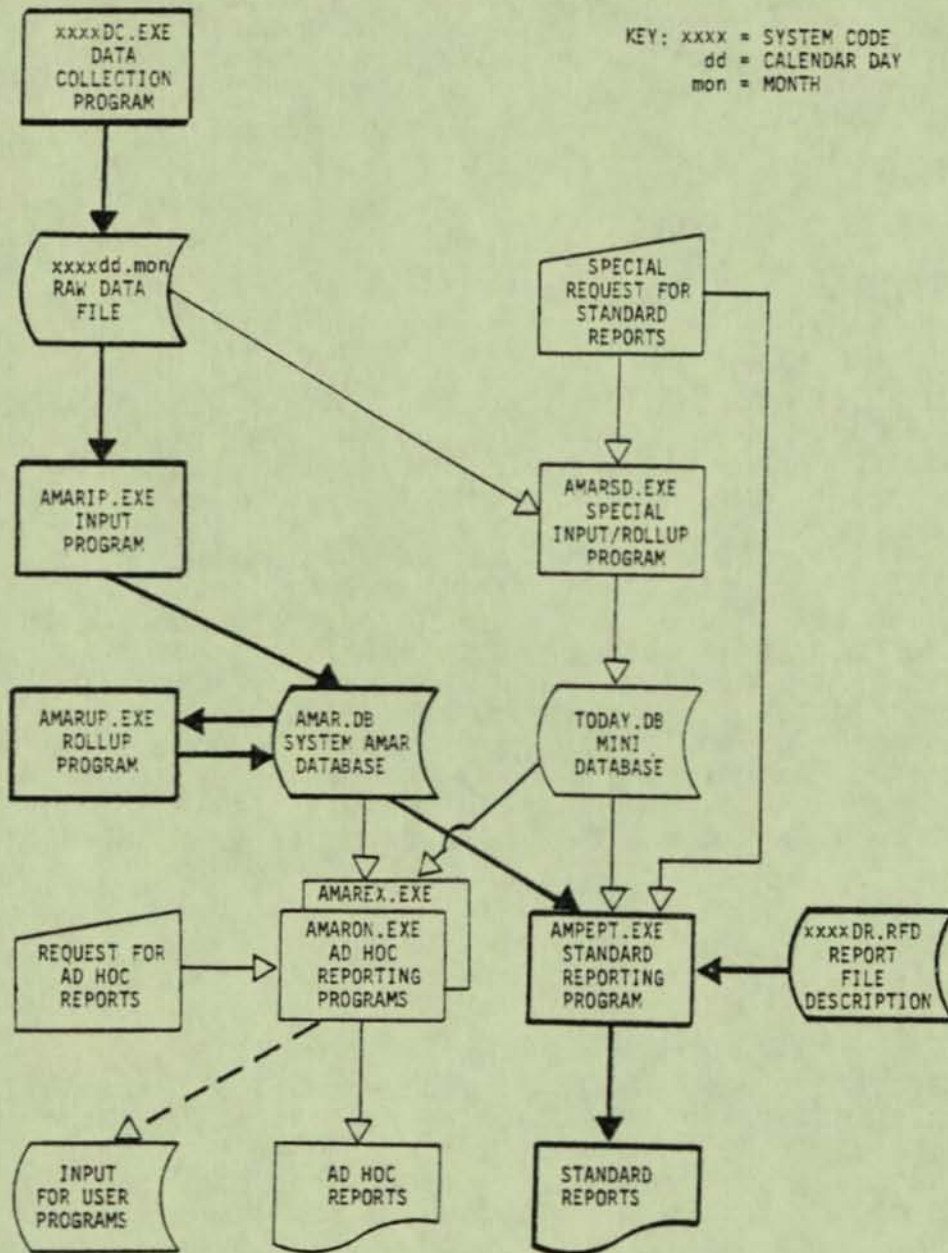 xxxxDC.EXE
DATA
COLLECTION
PROGRAM
KEY: xxxx = SYSTEM CODE
dd = CALENDAR DAY
mon = MONTH
xxxxdd.mon
RAW DATA
FILE
SPECIAL
REQUEST FOR
STANDARD
REPORTS
AMARIP.EXE
INPUT
PROGRAM
AMARSD.EXE
SPECIAL
INPUT/ROLLUP
PROGRAM
AMARUP.EXE
ROLLUP
PROGRAM
AMAR.DB
SYSTEM AMAR
DATABASE
TODAY.DB
MINI
DATABASE
REQUEST FOR
AD HOC
REPORTS
AMAREX.EXE
AMARON.EXE
AD HOC
REPORTING
PROGRAMS
AMPEPT.EXE
STANDARD
REPORTING
PROGRAM
xxxxDR.RFD
REPORT
FILE
DESCRIPTION
INPUT
FOR USER
PROGRAMS
AD HOC
REPORTS
STANDARD
REPORTS